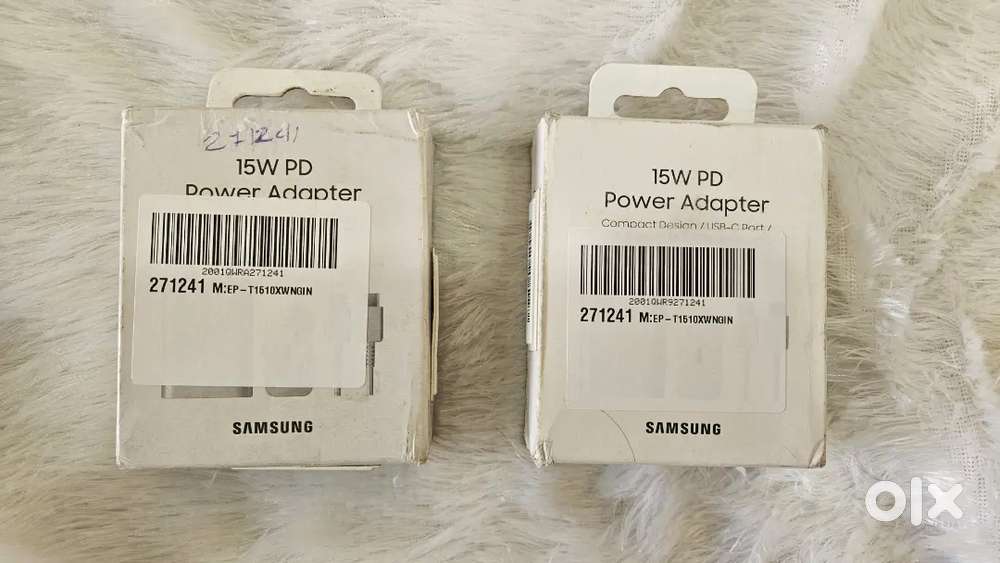 271241
15W PD
Power Adapter
2001QWRA271241
271241 M:EP-T1510XWNGIN
SAMSUNG
15W PD
Power Adapter
Compact Design / USB-C Port /
2001QWR9271241
271241 M:EP-T1510XWNGIN
SAMSUNG
olx